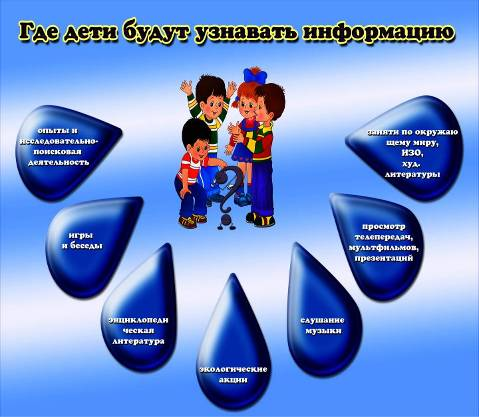 Где дети будут узнавать информацию
опыты и
исследовательно-
поисковая
деятельность
игры
и беседы
энциклопеди
ческая
литература
экологические
акции
слушание
музыки
просмотр
телепередач,
мультфильмов,
презентаций
заняти по окружаю
щему миру,
ИЗО,
худ.
литературы